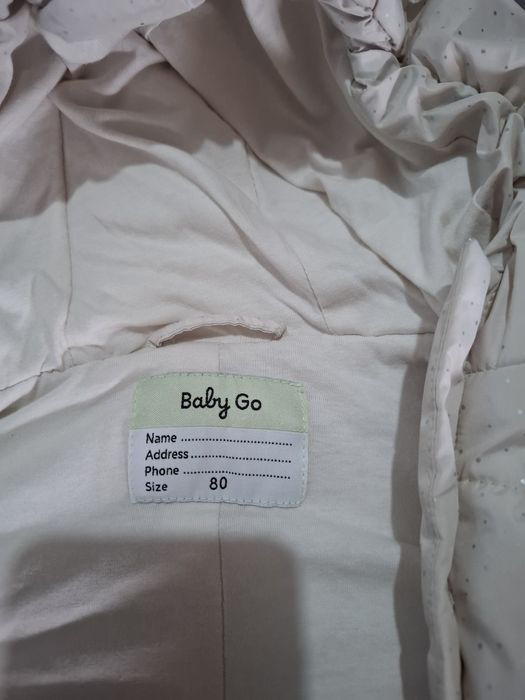 Baby Go
Name ..............................
Address ..............................
Phone ..............................
Size 80